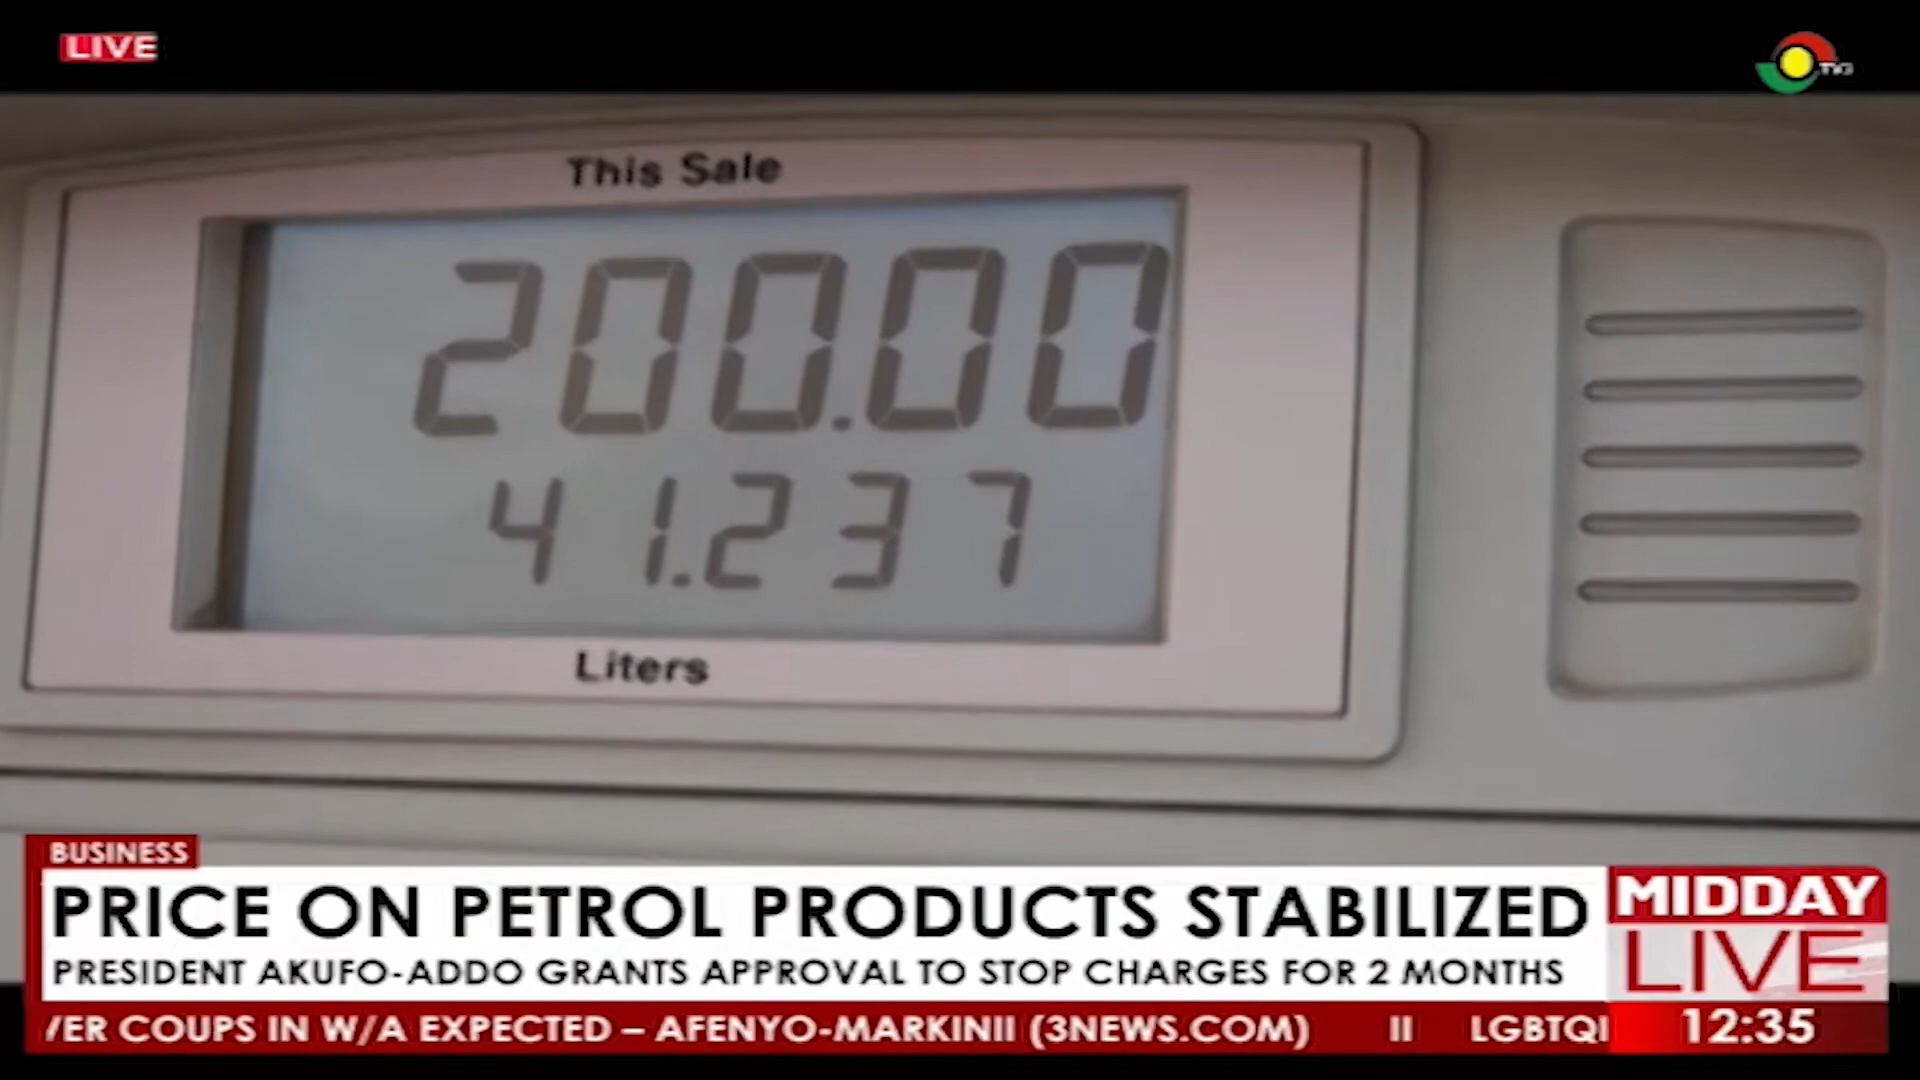 LIVE
TV3
This Sale
200.00
41.237
Liters
BUSINESS
PRICE ON PETROL PRODUCTS STABILIZED
PRESIDENT AKUFO-ADDO GRANTS APPROVAL TO STOP CHARGES FOR 2 MONTHS
MIDDAY
LIVE
/ER COUPS IN W/A EXPECTED – AFENYO-MARKINII (3NEWS.COM) II LGBTQI
12:35